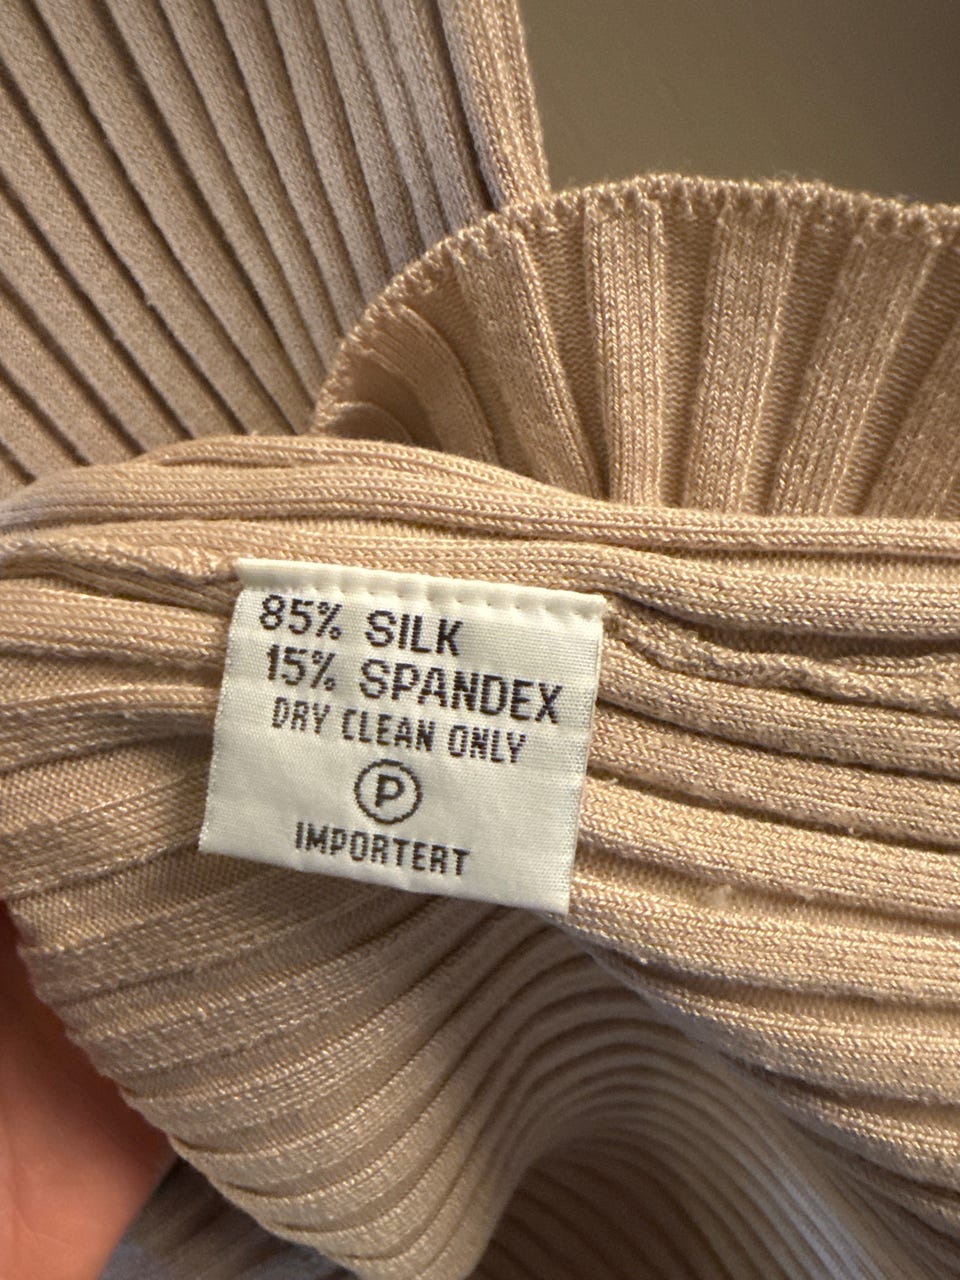 85% SILK
15% SPANDEX
DRY CLEAN ONLY
P
IMPORTERT